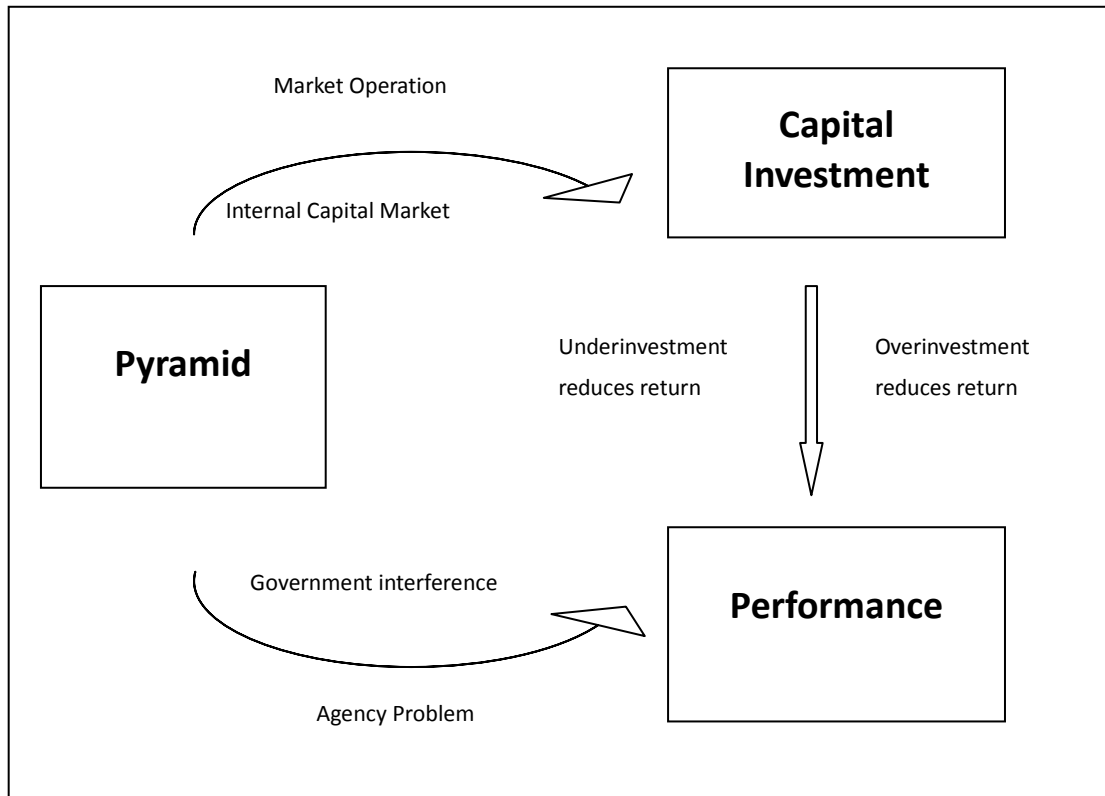 Market Operation
Capital
Investment
Internal Capital Market
Pyramid
Underinvestment
reduces return
Overinvestment
reduces return
Government interference
Performance
Agency Problem